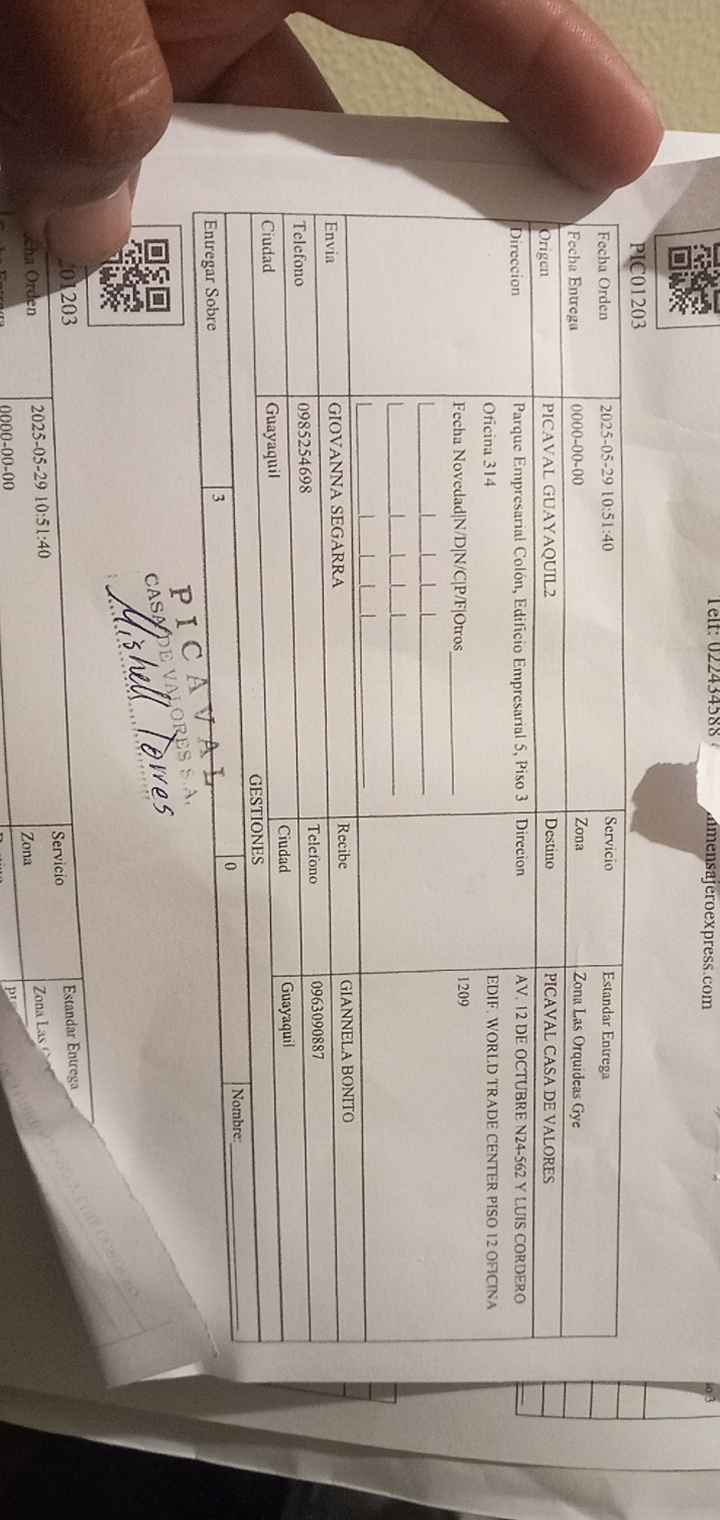 Telf: 022434588
mensajeroexpress.com
PIC01203
Fecha Orden 2025-05-29 10:51:40 Servicio Estandar Entrega
Fecha Entrega 0000-00-00 Zona Zona Las Orquideas Gye
Origen PICAVAL GUAYAQUIL2 Destino PICAVAL CASA DE VALORES
Direccion Parque Empresarial Colón, Edificio Empresarial 5, Piso 3 Direcion AV. 12 DE OCTUBRE N24-562 Y LUIS CORDERO
Oficina 314 EDIF. WORLD TRADE CENTER PISO 12 OFICINA
Fecha Novedad|N/D|N/C|P/F|Otros 1209
Envia GIOVANNA SEGARRA Recibe GIANNELA BONITO
Telefono 0985254698 Telefono 0963090887
Ciudad Guayaquil Ciudad Guayaquil
GESTIONES
Entregar Sobre 3 0 Nombre:
PICAVAL
CASA DE VALORES S.A.
Mishell Torres
01203
Servicio Estandar Entrega
Orden 2025-05-29 10:51:40 Zona Zona Las
0000-00-00